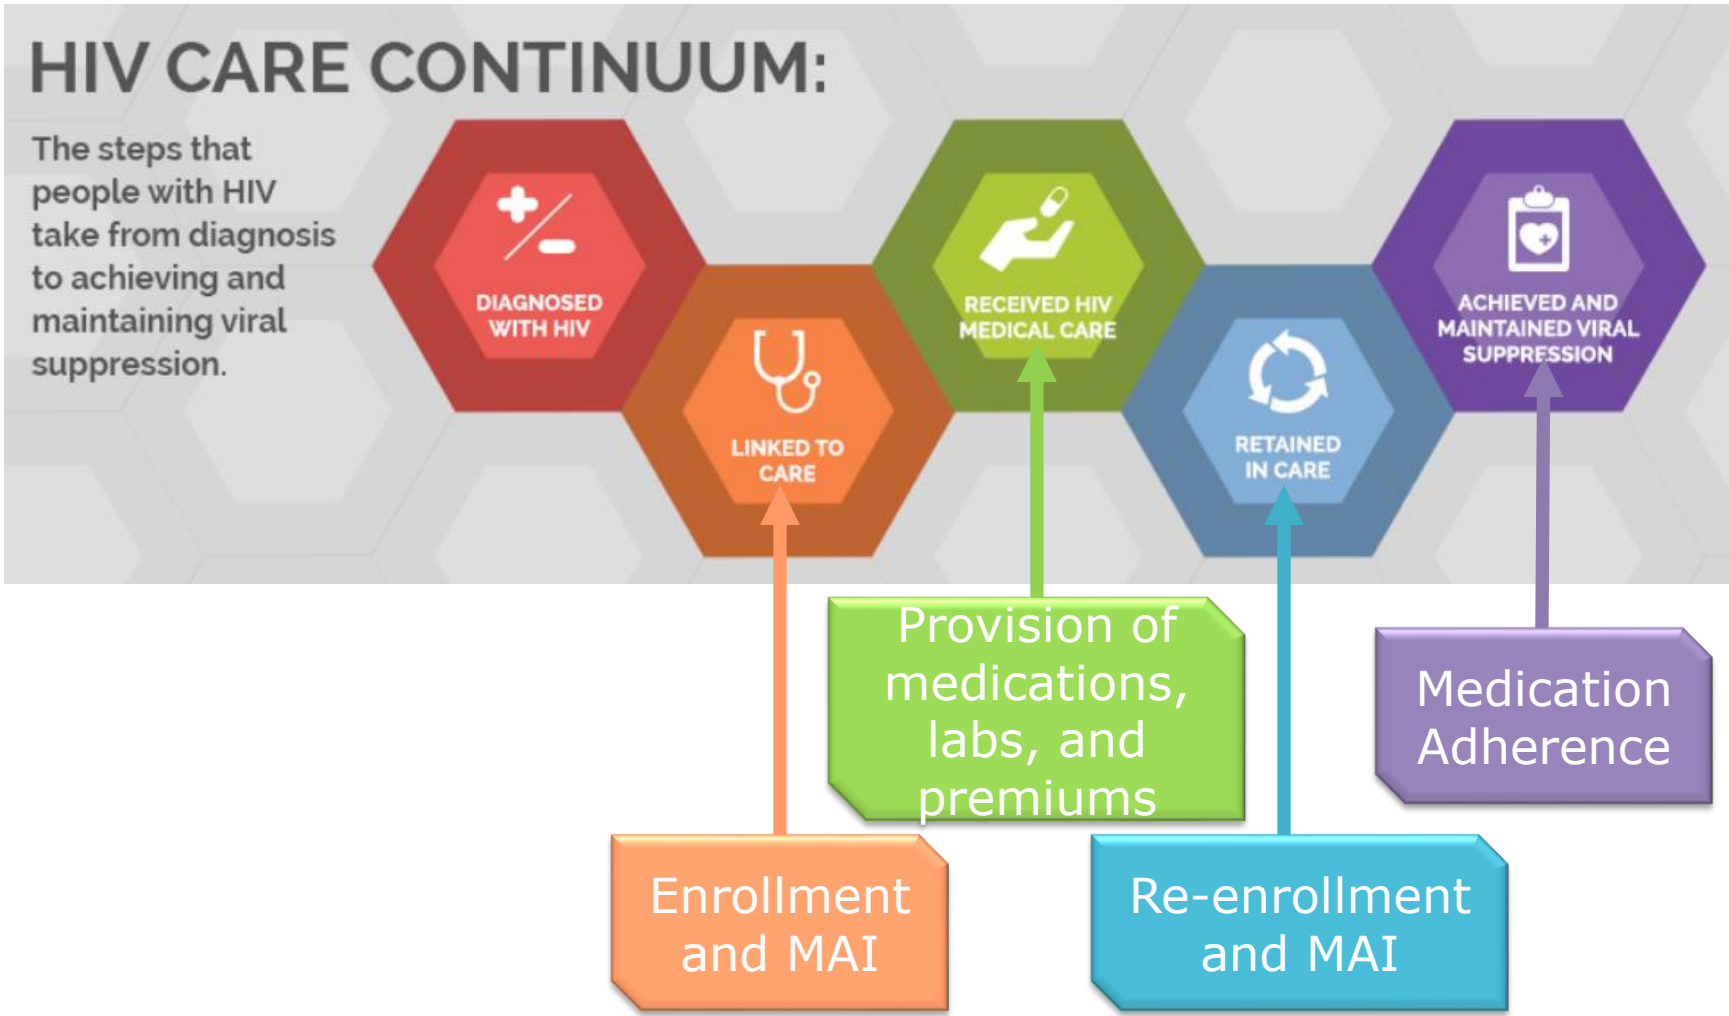 HIV CARE CONTINUUM:
The steps that
people with HIV
take from diagnosis
to achieving and
maintaining viral
suppression.
DIAGNOSED
WITH HIV
LINKED TO
CARE
RECEIVED HIV
MEDICAL CARE
RETAINED
IN CARE
ACHIEVED AND
MAINTAINED VIRAL
SUPPRESSION
Enrollment
and MAI
Provision of
medications,
labs, and
premiums
Re-enrollment
and MAI
Medication
Adherence